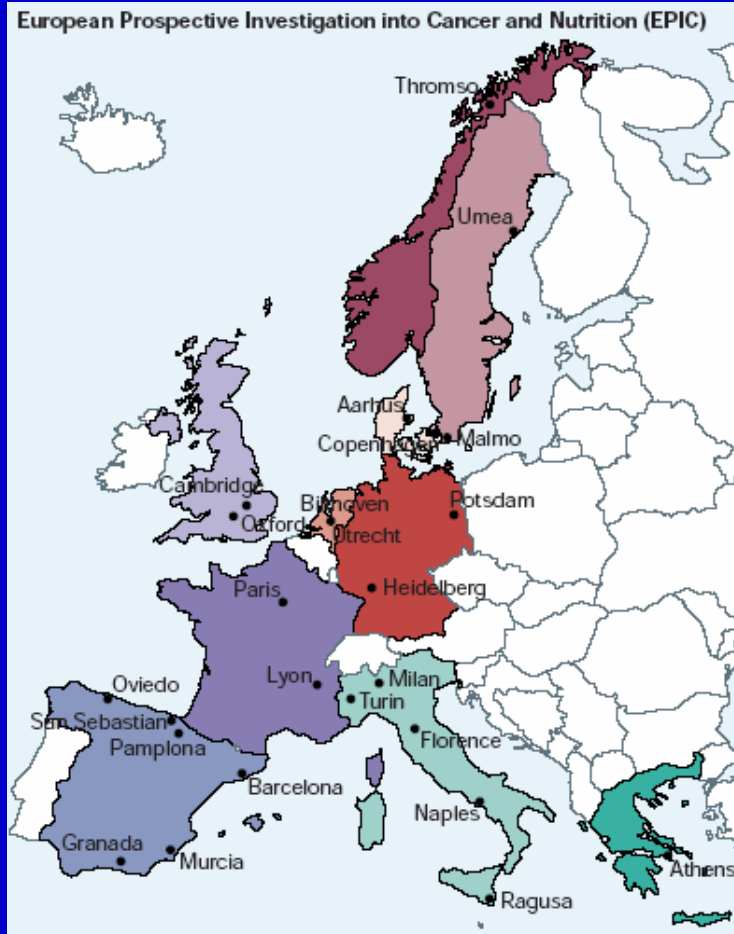 European Prospective Investigation into Cancer and Nutrition (EPIC)
Thromso
Umea
Aarhus
Copenhagen
Malmo
Cambridge
Oxford
Bilthoven
Utrecht
Potsdam
Paris
Heidelberg
Lyon
Milan
Turin
Oviedo
San Sebastian
Pamplona
Florence
Barcelona
Naples
Granada
Murcia
Athens
Ragusa